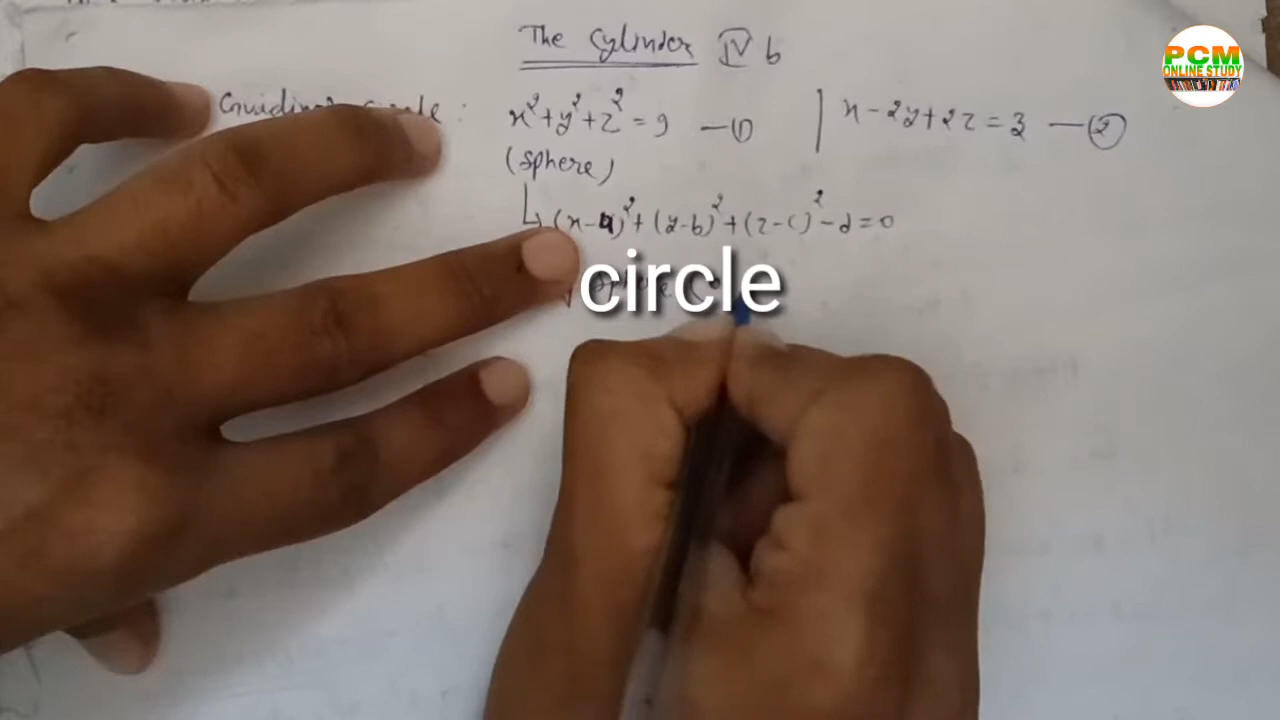 The Cylinder IV b
PCM
ONLINE STUDY
Guiding circle : x²+y²+z² = 9 —① | x-2y+2z=3 —②
(sphere)
↳ (x-a)²+(y-b)²+(z-c)²-d=0
circle